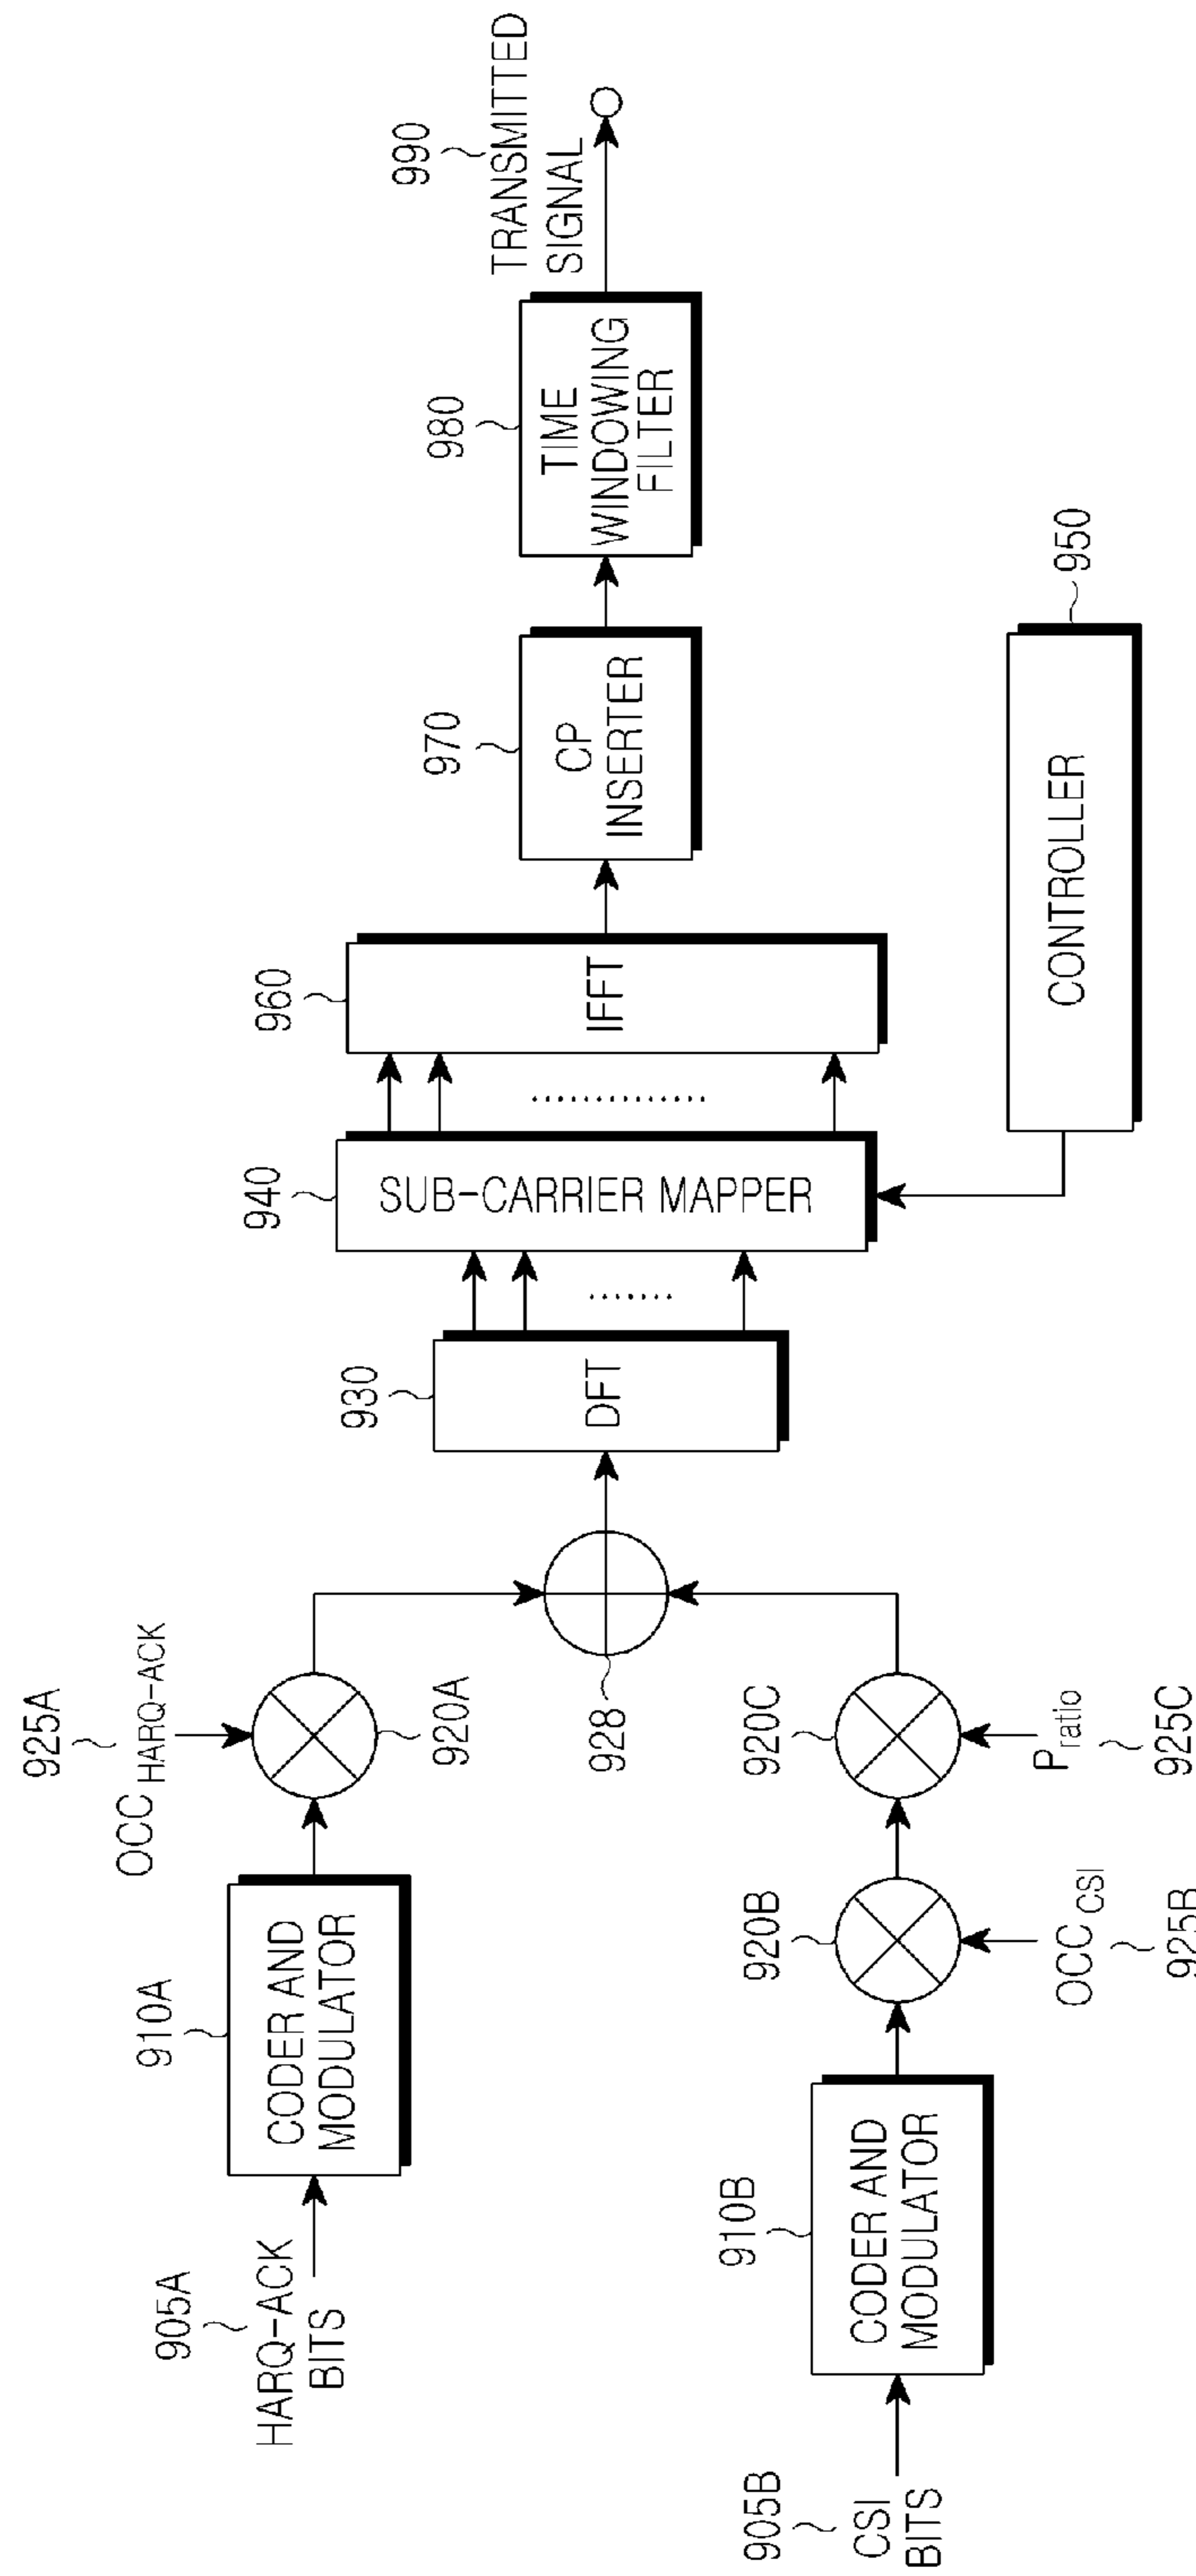 905A
HARQ-ACK
BITS
910A
CODER AND
MODULATOR
925A
OCC HARQ-ACK
920A
905B
CSI
BITS
910B
CODER AND
MODULATOR
920B
OCC CSI
925B
920C
P ratio
925C
928
930
DFT
940
SUB-CARRIER MAPPER
950
CONTROLLER
960
IFFT
970
CP
INSERTER
980
TIME
WINDOWING
FILTER
990
TRANSMITTED
SIGNAL